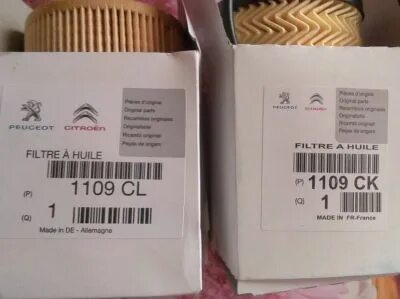 PEUGEOT CITROËN
Pièces d'origine
Original parts
Recambios originales
Originalteile
Ricambi originali
Peças de origem
FILTRE À HUILE
(P) 1109 CL
(Q) 1
Made in DE - Allemagne
PEUGEOT CITROËN
Pièces d'origine
Original parts
Recambios originales
Originalteile
Ricambi originali
Peças de origem
FILTRE A HUILE
(P) 1109 CK
(Q) 1
MADE IN FR-France